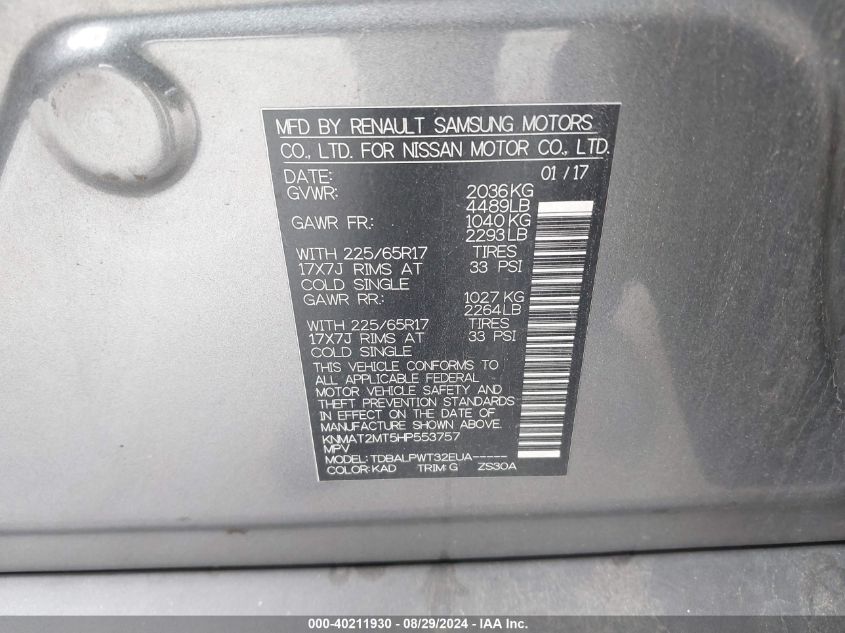 MFD BY RENAULT SAMSUNG MOTORS
CO., LTD. FOR NISSAN MOTOR CO., LTD.
DATE: 01 / 17
GVWR: 2036KG
4489LB
GAWR FR.: 1040KG
2293LB
WITH 225/65R17 TIRES
17X7J RIMS AT 33 PSI
COLD SINGLE
GAWR RR.: 1027 KG
2264LB
WITH 225/65R17 TIRES
17X7J RIMS AT 33 PSI
COLD SINGLE
THIS VEHICLE CONFORMS TO
ALL APPLICABLE FEDERAL
MOTOR VEHICLE SAFETY AND
THEFT PREVENTION STANDARDS
IN EFFECT ON THE DATE OF
MANUFACTURE SHOWN ABOVE.
KNMAT2MT5HP553757
MPV
MODEL: TDBALPWT32EUA-----
COLOR: KAD TRIM: G ZS30A
000-40211930 - 08/29/2024 - IAA Inc.